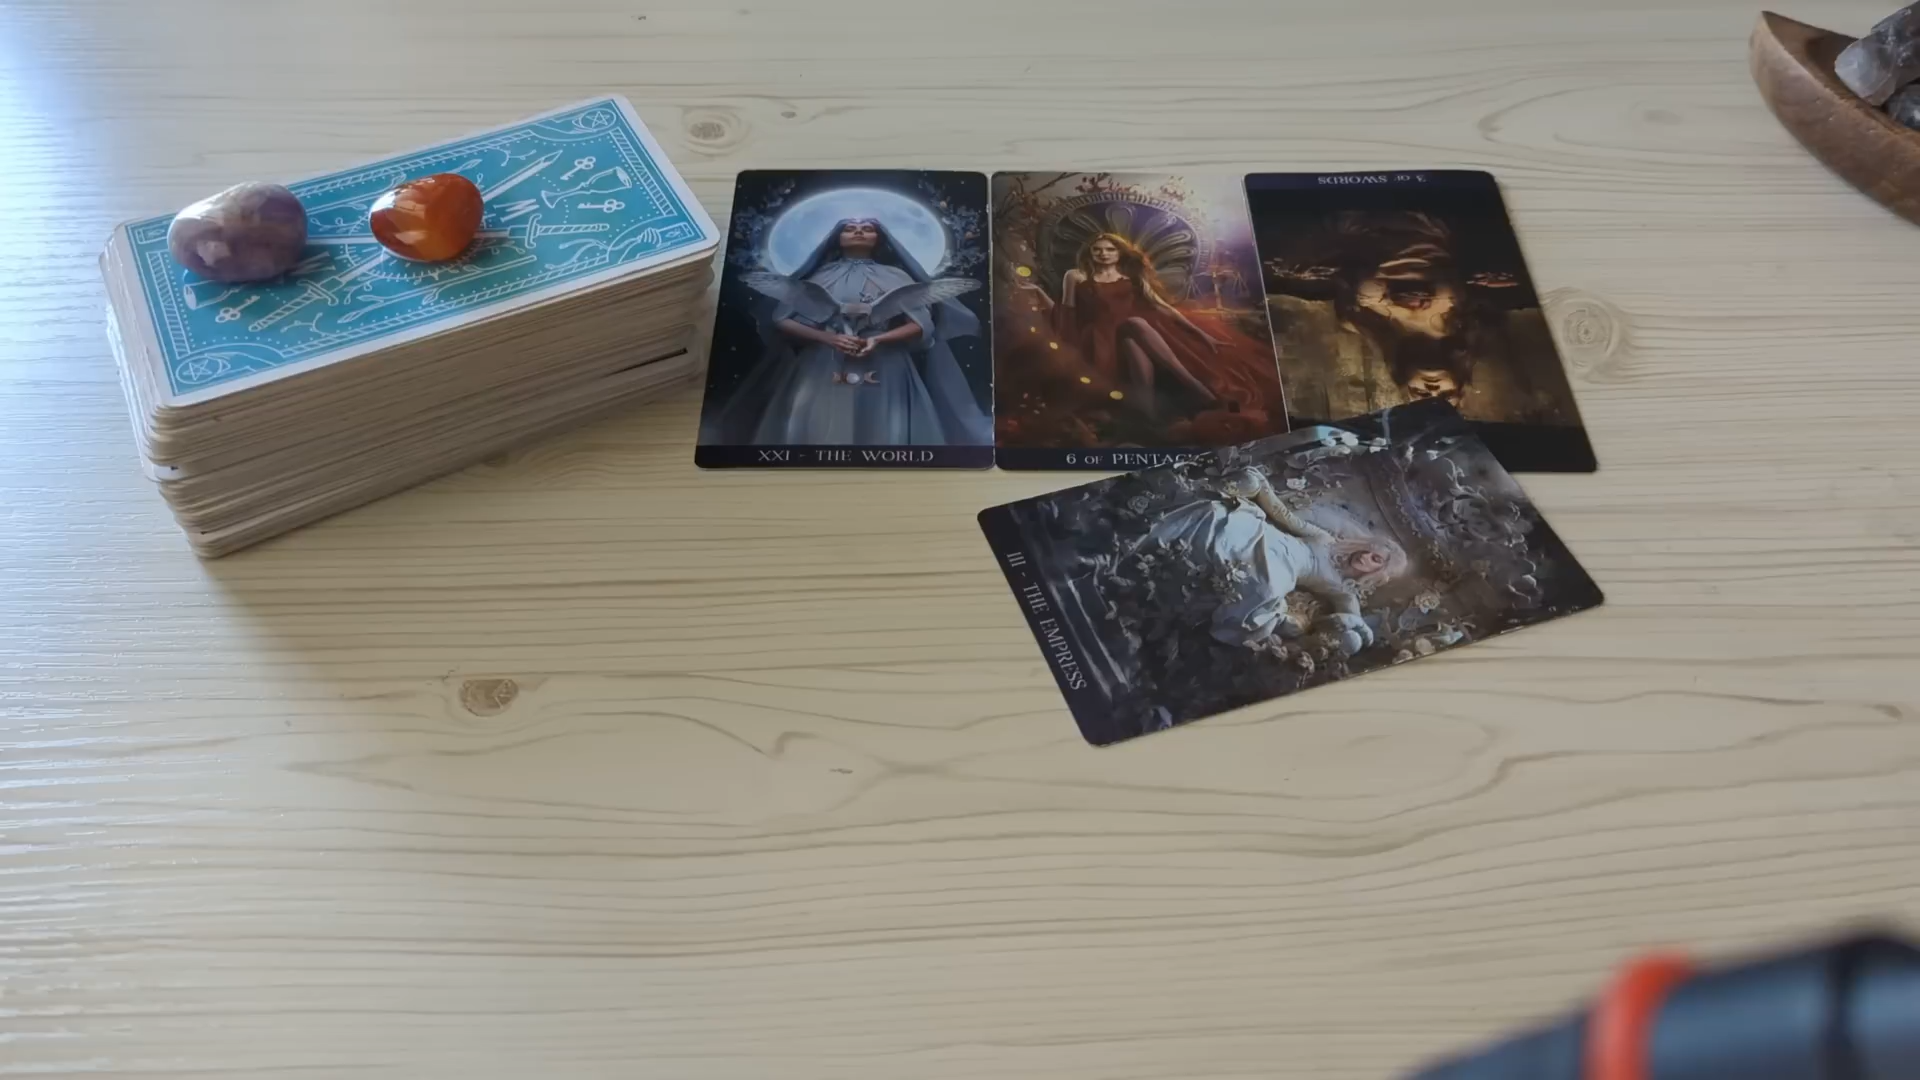 XXI - THE WORLD
6 OF PENTAC
3 OF SWORDS
III - THE EMPRESS